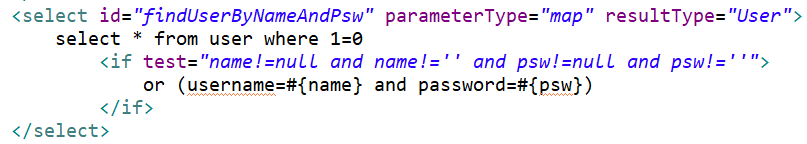 <select id="findUserByNameAndPsw" parameterType="map" resultType="User">
select * from user where 1=0
<if test="name!=null and name!='' and psw!=null and psw!=''">
or (username=#{name} and password=#{psw})
</if>
</select>